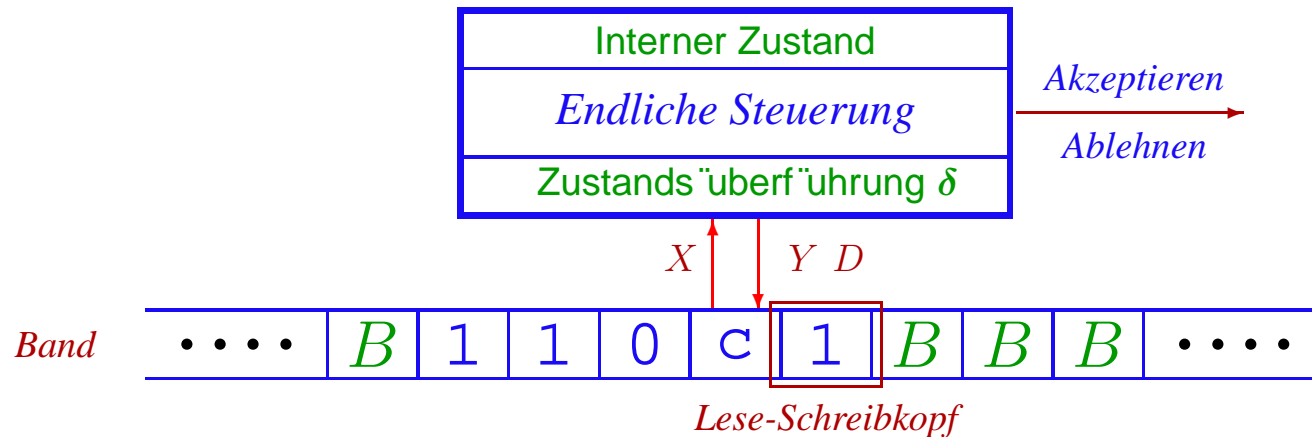 Interner Zustand
Endliche Steuerung
Zustands ¨uberf ¨uhrung δ
Akzeptieren
Ablehnen
X Y D
Band •••• B 1 1 0 c 1 B B B ••••
Lese-Schreibkopf